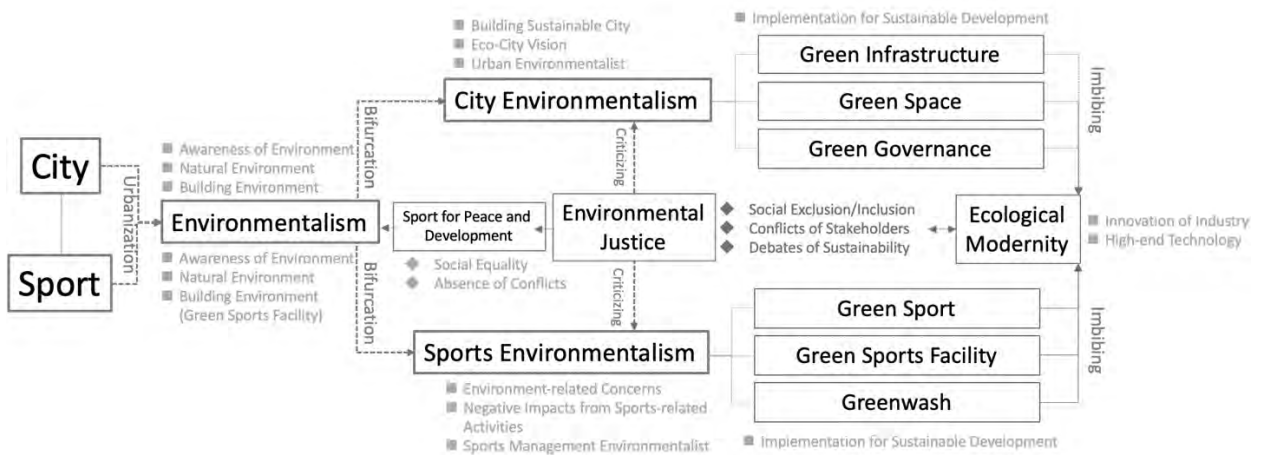 City
Sport
Urbanization
Awareness of Environment
Natural Environment
Building Environment
Environmentalism
Awareness of Environment
Natural Environment
Building Environment
(Green Sports Facility)
Bifurcation
Bifurcation
Building Sustainable City
Eco-City Vision
Urban Environmentalist
City Environmentalism
Criticizing
Sport for Peace and
Development
Social Equality
Absence of Conflicts
Environmental
Justice
Criticizing
Sports Environmentalism
Environment-related Concerns
Negative Impacts from Sports-related
Activities
Sports Management Environmentalist
Implementation for Sustainable Development
Green Infrastructure
Green Space
Green Governance
Imbibing
Social Exclusion/Inclusion
Conflicts of Stakeholders
Debates of Sustainability
Ecological
Modernity
Innovation of Industry
High-end Technology
Green Sport
Green Sports Facility
Greenwash
Imbibing
Implementation for Sustainable Development